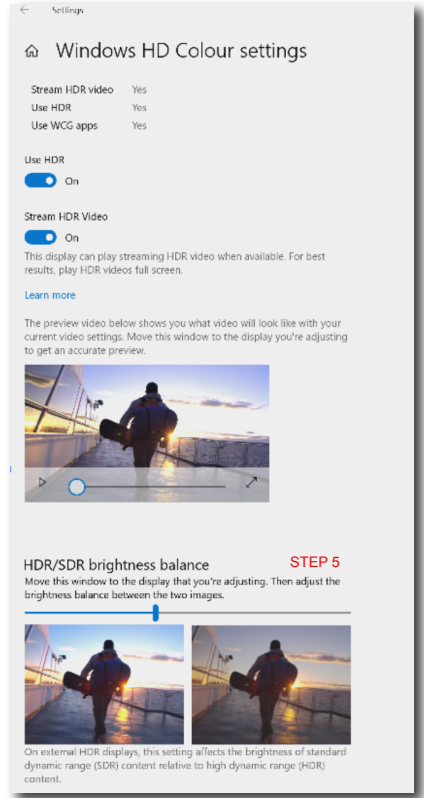 Settings
Windows HD Colour settings
Stream HDR video Yes
Use HDR Yes
Use WCG apps Yes
Use HDR
On
Stream HDR Video
On
This display can play streaming HDR video when available. For best
results, play HDR videos full screen.
Learn more
The preview video below shows you what video will look like with your
current video settings. Move this window to the display you're adjusting
to get an accurate preview.
HDR/SDR brightness balance STEP 5
Move this window to the display that you're adjusting. Then adjust the
brightness balance between the two images.
On external HDR displays, this setting affects the brightness of standard
dynamic range (SDR) content relative to high dynamic range (HDR)
content.